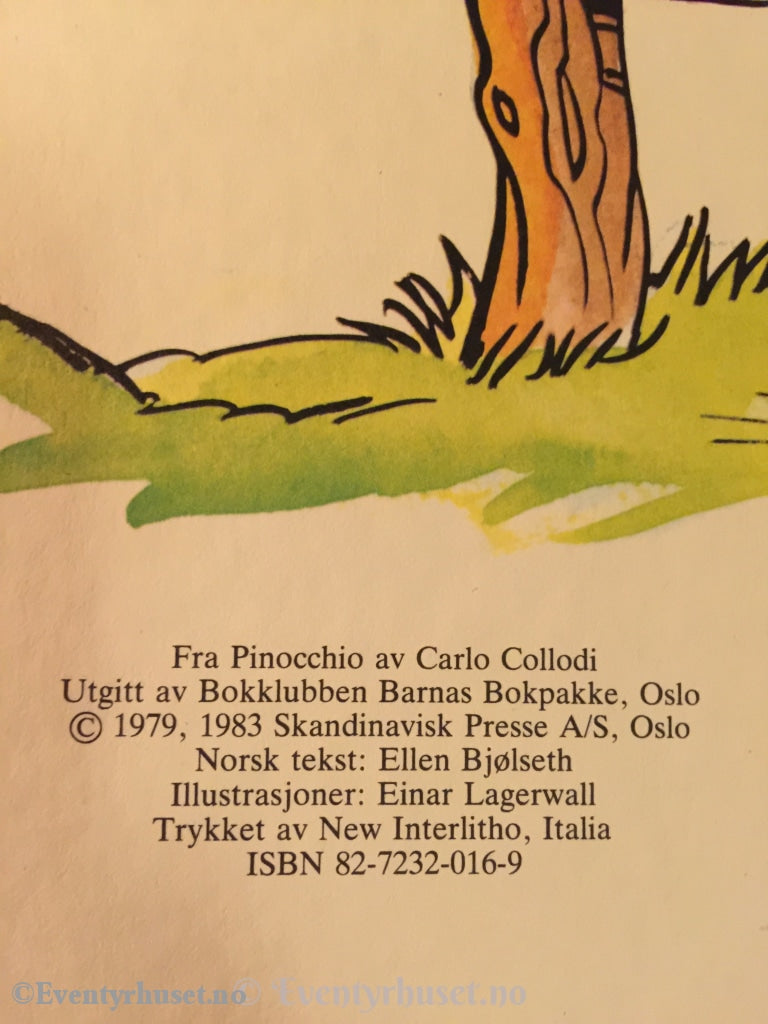 Fra Pinocchio av Carlo Collodi
Utgitt av Bokklubben Barnas Bokpakke, Oslo
© 1979, 1983 Skandinavisk Presse A/S, Oslo
Norsk tekst: Ellen Bjølseth
Illustrasjoner: Einar Lagerwall
Trykket av New Interlitho, Italia
ISBN 82-7232-016-9
©Eventyrhuset.no © Eventyrhuset.no